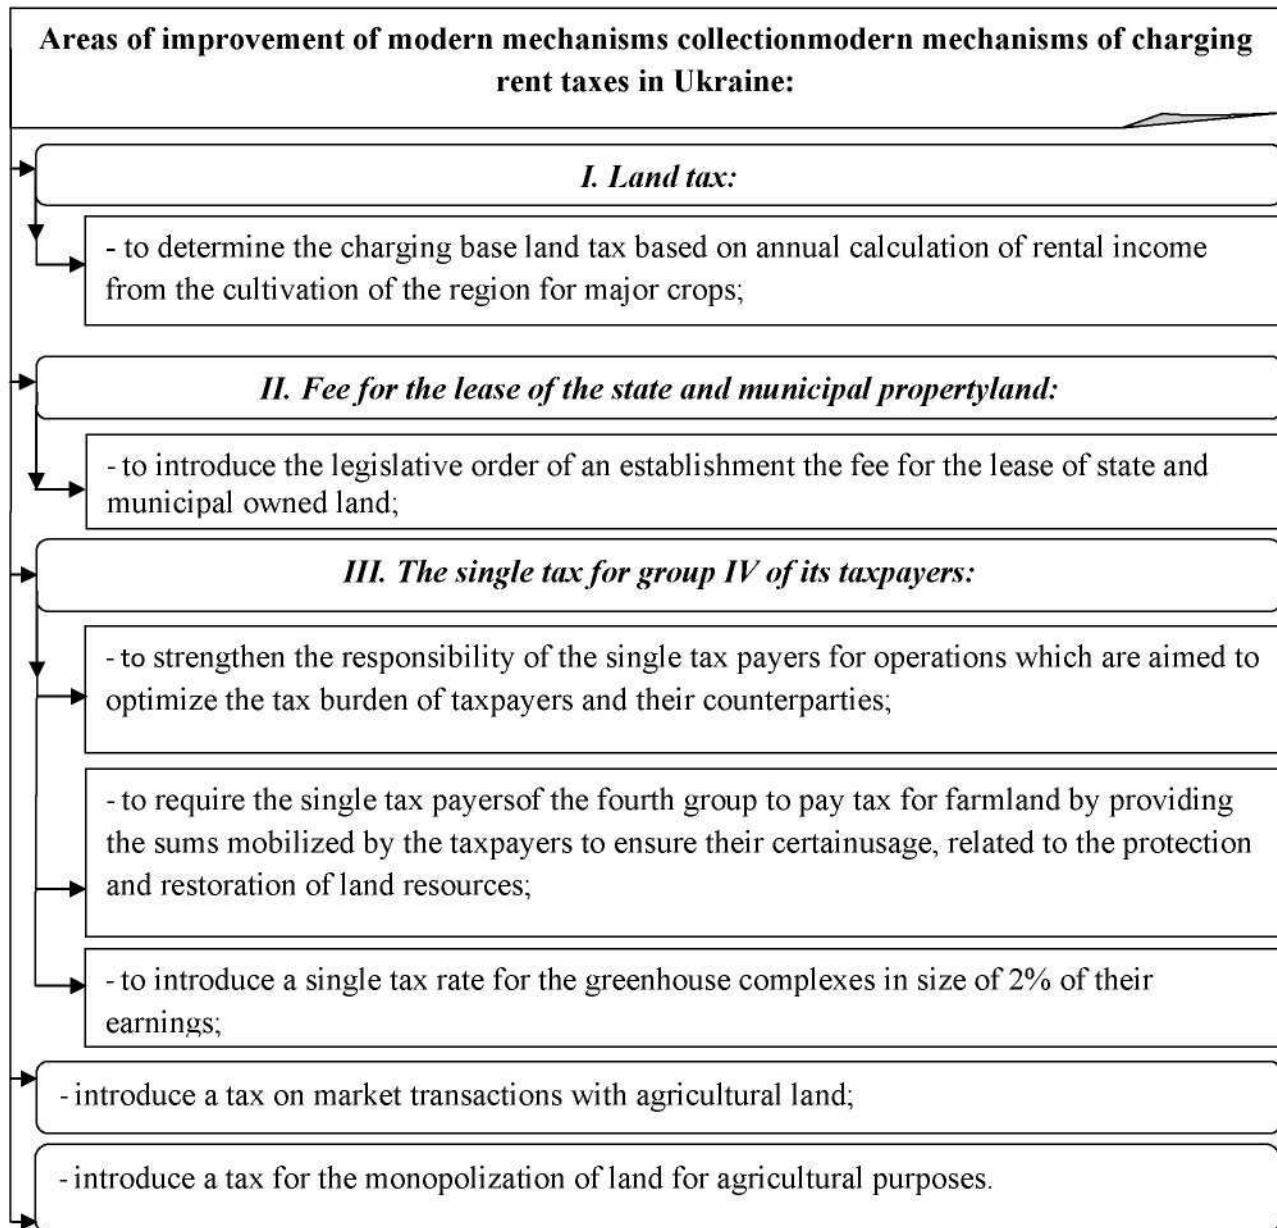 Areas of improvement of modern mechanisms collectionmodern mechanisms of charging
rent taxes in Ukraine:
I. Land tax:
- to determine the charging base land tax based on annual calculation of rental income
from the cultivation of the region for major crops;
II. Fee for the lease of the state and municipal propertyland:
- to introduce the legislative order of an establishment the fee for the lease of state and
municipal owned land;
III. The single tax for group IV of its taxpayers:
- to strengthen the responsibility of the single tax payers for operations which are aimed to
optimize the tax burden of taxpayers and their counterparties;
- to require the single tax payersof the fourth group to pay tax for farmland by providing
the sums mobilized by the taxpayers to ensure their certainusage, related to the protection
and restoration of land resources;
- to introduce a single tax rate for the greenhouse complexes in size of 2% of their
earnings;
- introduce a tax on market transactions with agricultural land;
- introduce a tax for the monopolization of land for agricultural purposes.